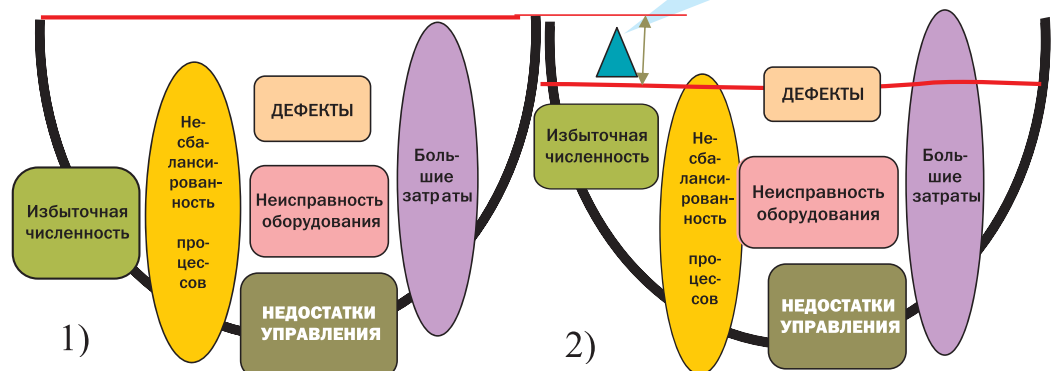 ДЕФЕКТЫ
Не-
сба-
ланси-
рован-
ность
про-
цес-
сов
Боль-
шие
затраты
Избыточная
численность
Неисправность
оборудования
НЕДОСТАТКИ
УПРАВЛЕНИЯ
1)
ДЕФЕКТЫ
Избыточная
численность
Не-
сба-
ланси-
рован-
ность
про-
цес-
сов
Боль-
шие
затраты
Неисправность
оборудования
НЕДОСТАТКИ
УПРАВЛЕНИЯ
2)